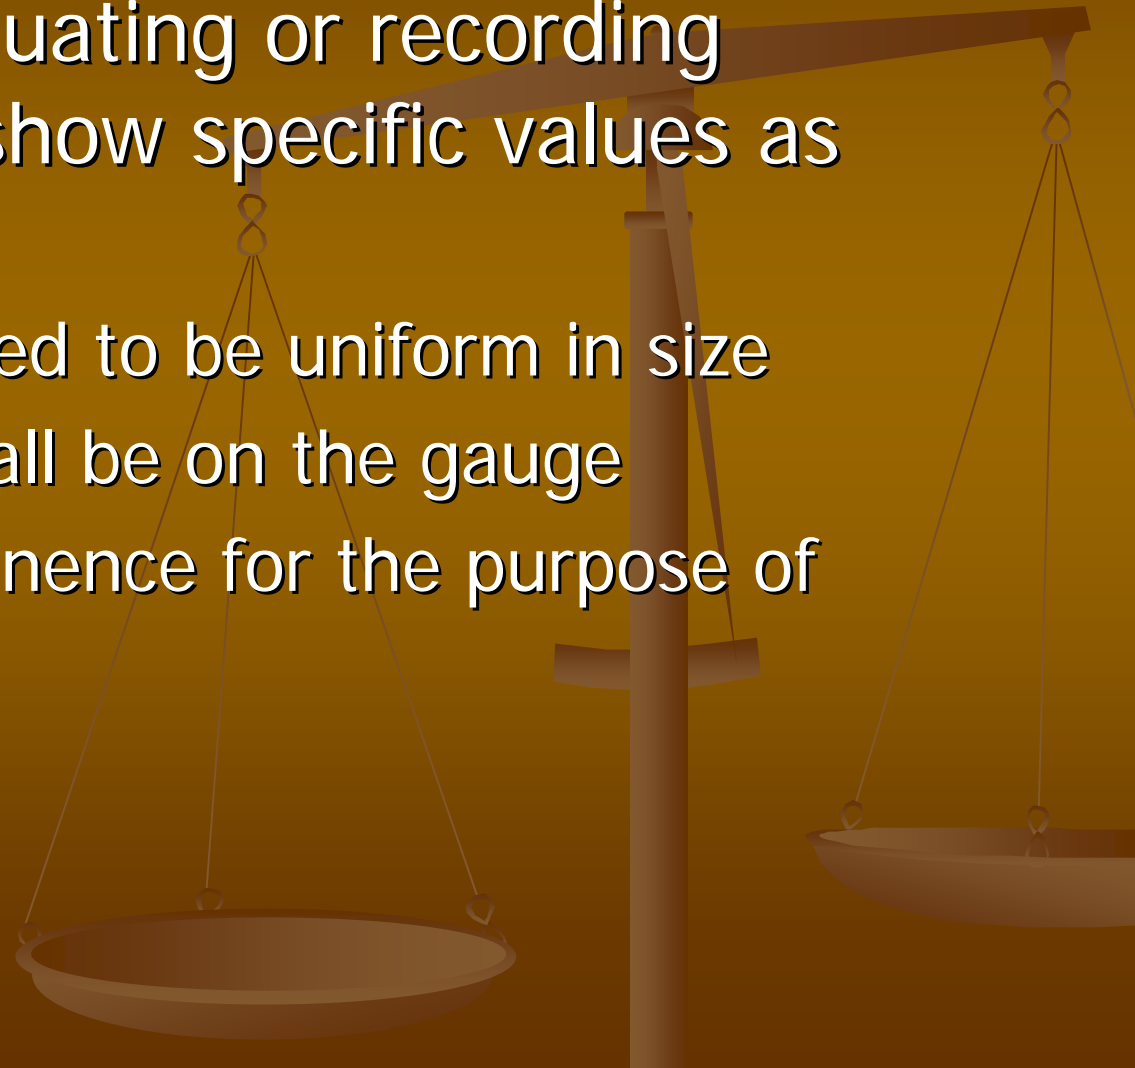 uating or recording
show specific values as
ed to be uniform in size
all be on the gauge
nence for the purpose of